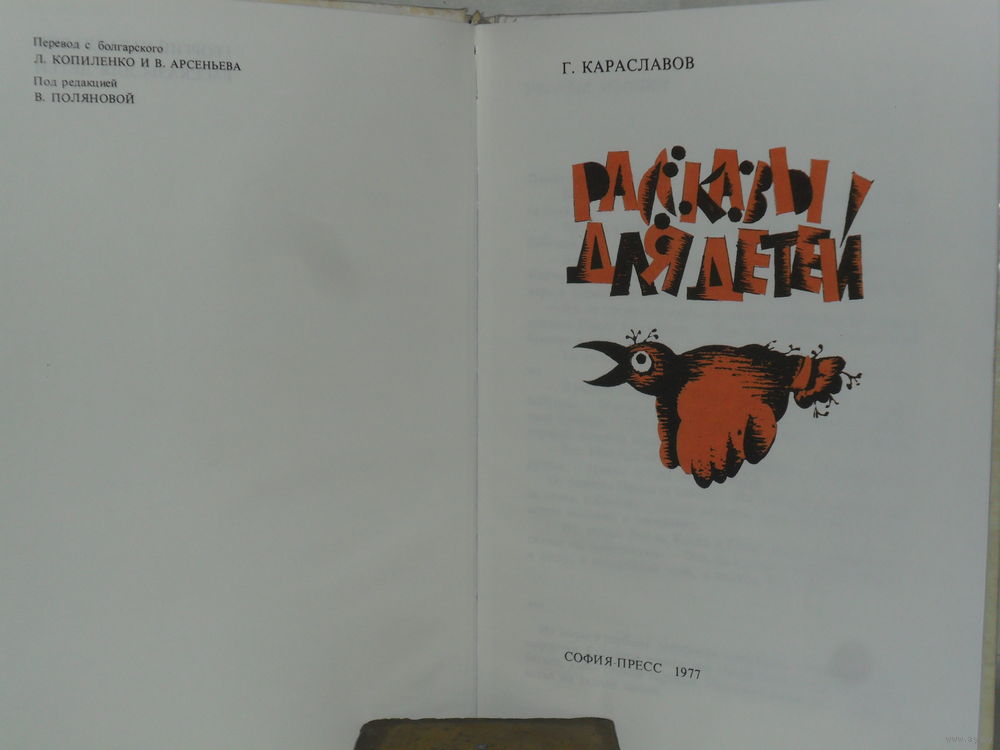 Перевод с болгарского
Л. КОПИЛЕНКО И В. АРСЕНЬЕВА
Под редакцией
В. ПОЛЯНОВОЙ
Г. КАРАСЛАВОВ
РАССКАЗЫ
ДЛЯ ДЕТЕЙ
СОФИЯ-ПРЕСС 1977